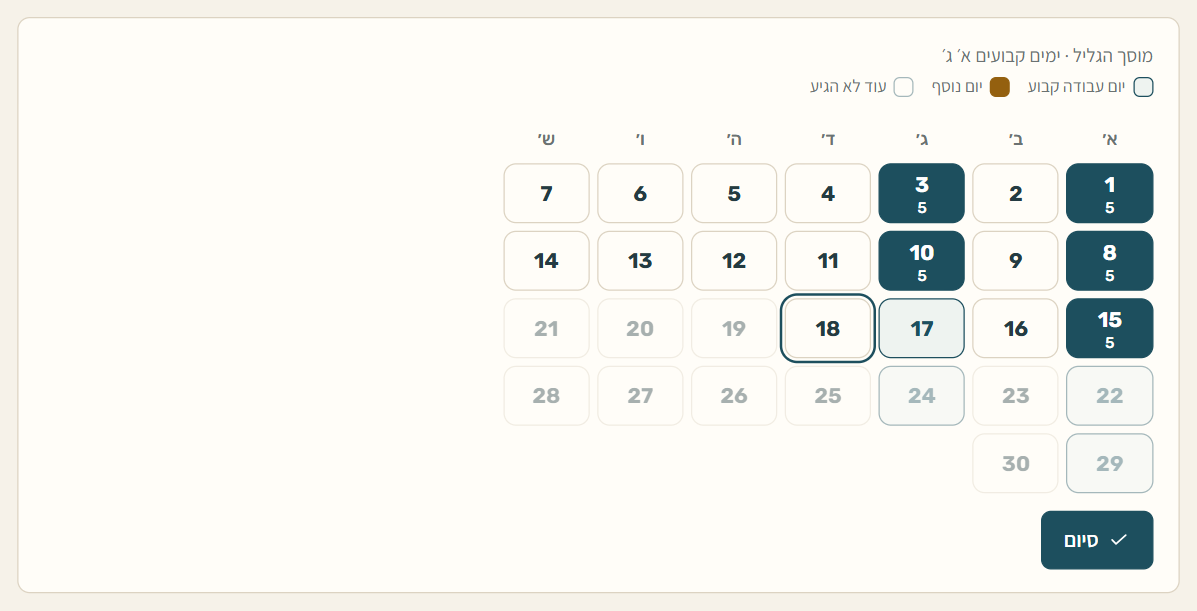 מוסך הגליל · ימים קבועים א׳ ג׳
יום עבודה קבוע יום נוסף עוד לא הגיע
א׳ ב׳ ג׳ ד׳ ה׳ ו׳ ש׳
1 2 3 4 5 6 7
5 5
8 9 10 11 12 13 14
5 5
15 16 17 18 19 20 21
5
22 23 24 25 26 27 28
29 30
סיום